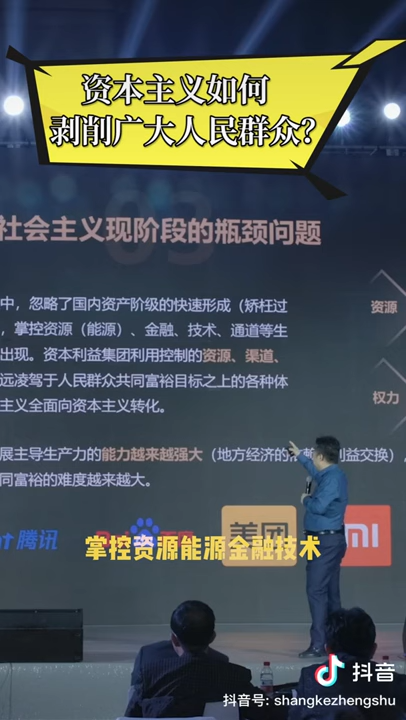 资本主义如何
剥削广大人民群众？
社会主义现阶段的瓶颈问题
中，忽略了国内资产阶级的快速形成（矫枉过
，掌控资源（能源）、金融、技术、通道等生
出现。资本利益集团利用控制的资源、渠道、
远凌驾于人民群众共同富裕目标之上的各种体
主义全面向资本主义转化。
资源
权力
展主导生产力的能力越来越强大（地方经济的
利益交换）
同富裕的难度越来越大。
腾讯
美团
MI
掌控资源能源金融技术
抖音
抖音号: shangkezhengshu